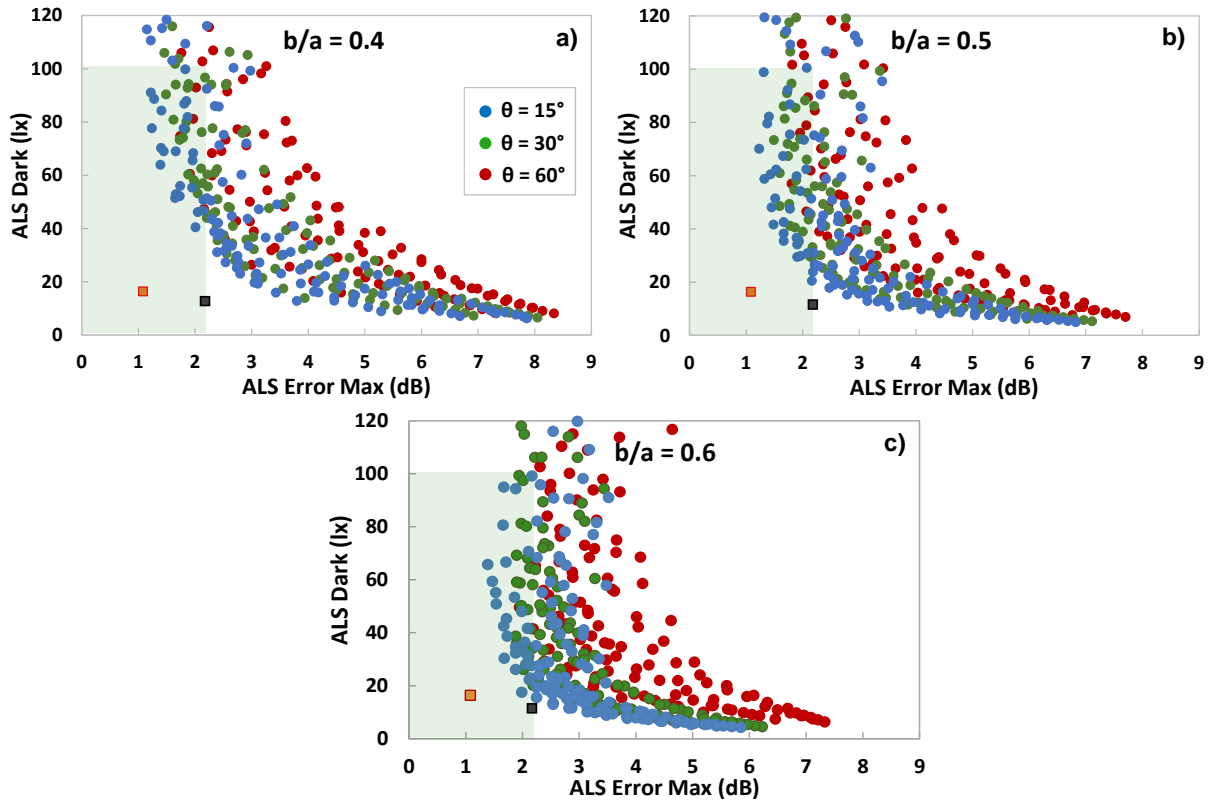 b/a = 0.4
a)
ALS Dark (lx)
120
100
80
60
40
20
0
θ = 15°
θ = 30°
θ = 60°
0 1 2 3 4 5 6 7 8 9
ALS Error Max (dB)
b/a = 0.5
b)
ALS Dark (lx)
120
100
80
60
40
20
0
0 1 2 3 4 5 6 7 8 9
ALS Error Max (dB)
b/a = 0.6
c)
ALS Dark (lx)
120
100
80
60
40
20
0
0 1 2 3 4 5 6 7 8 9
ALS Error Max (dB)